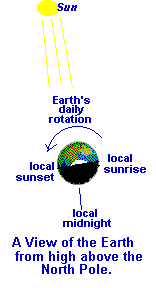 Sun
Earth's
daily
rotation
local
sunset
local
sunrise
local
midnight
A View of the Earth
from high above the
North Pole.